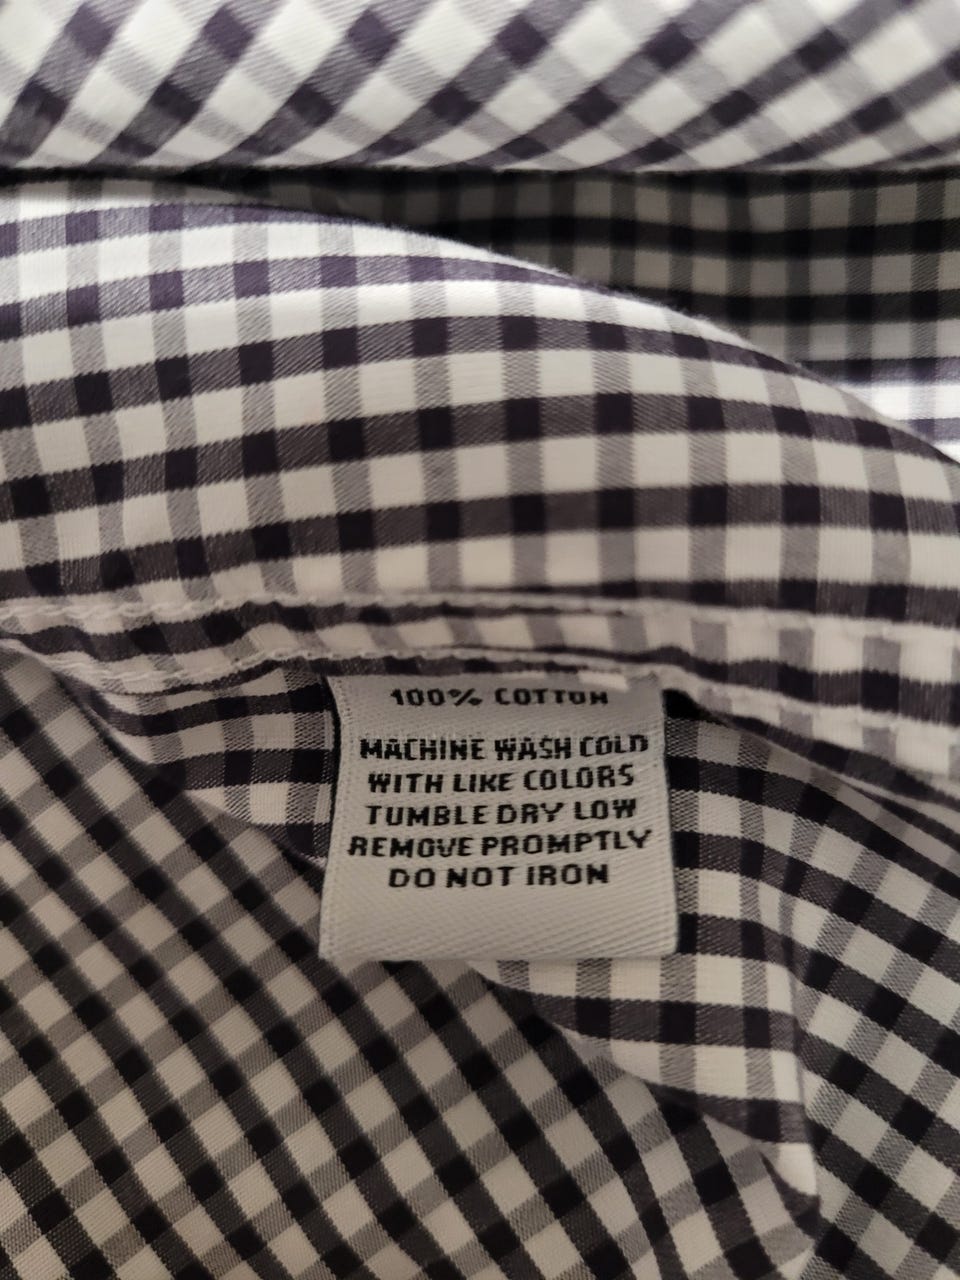 100% COTTON
MACHINE WASH COLD
WITH LIKE COLORS
TUMBLE DRY LOW
REMOVE PROMPTLY
DO NOT IRON